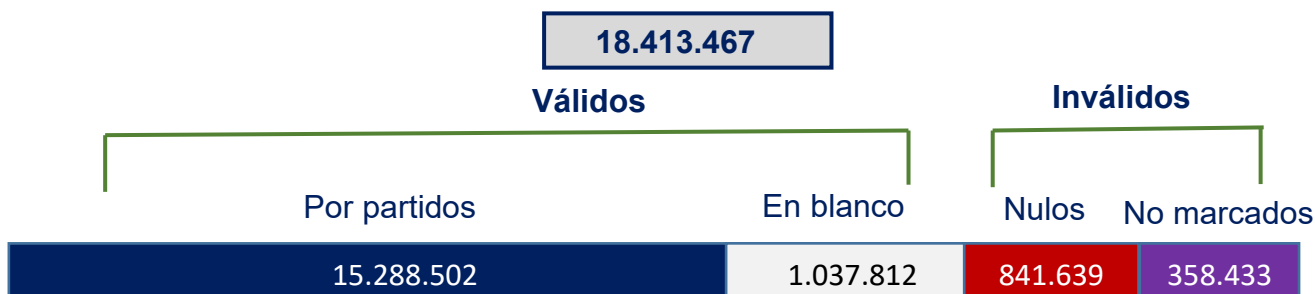 18.413.467
Válidos
Inválidos
Por partidos
En blanco
Nulos
No marcados
15.288.502
1.037.812
841.639
358.433